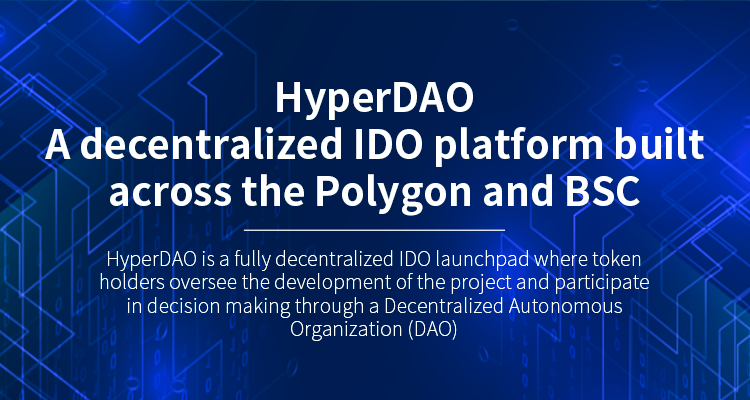 HyperDAO
A decentralized IDO platform built
across the Polygon and BSC
HyperDAO is a fully decentralized IDO launchpad where token
holders oversee the development of the project and participate
in decision making through a Decentralized Autonomous
Organization (DAO)